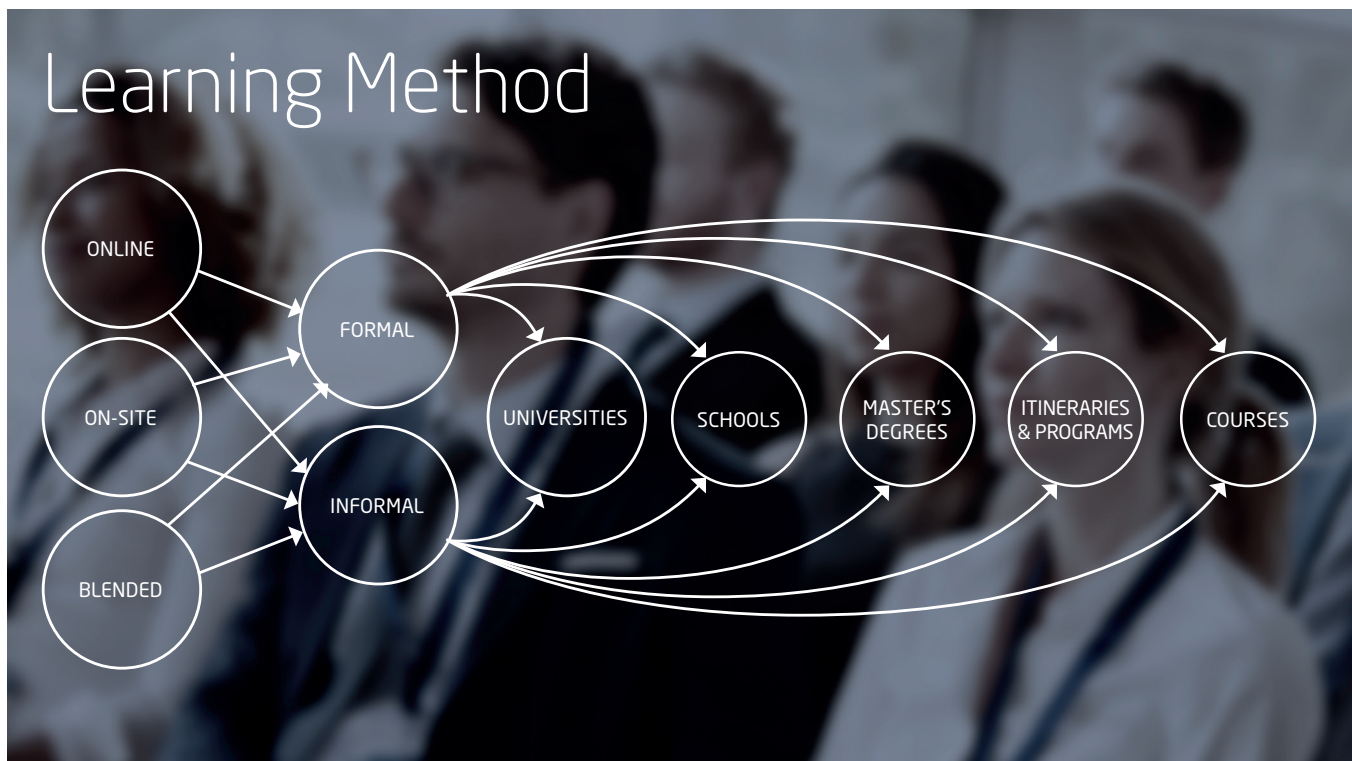 Learning Method
ONLINE
FORMAL
ON-SITE
UNIVERSITIES
SCHOOLS
MASTER'S
DEGREES
ITINERARIES
& PROGRAMS
COURSES
INFORMAL
BLENDED